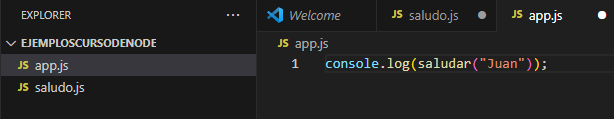 EXPLORER
Welcome
JS saludo.js
JS app.js
EJEMPLOSCURSODENODE
JS app.js
JS saludo.js
JS app.js
1 console.log(saludar("Juan"));